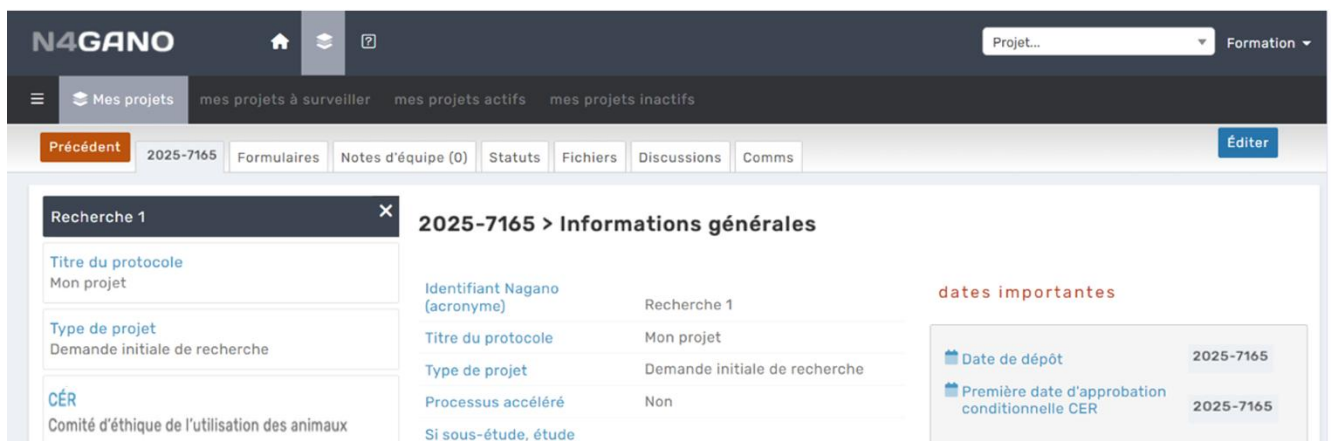 N4GANO
Projet...
Formation
Mes projets
mes projets à surveiller
mes projets actifs
mes projets inactifs
Précédent
2025-7165
Formulaires
Notes d'équipe (0)
Statuts
Fichiers
Discussions
Comms
Éditer
Recherche 1
Titre du protocole
Mon projet
Type de projet
Demande initiale de recherche
CÉR
Comité d'éthique de l'utilisation des animaux
2025-7165 > Informations générales
Identifiant Nagano
(acronyme)
Recherche 1
Titre du protocole
Mon projet
Type de projet
Demande initiale de recherche
Processus accéléré
Non
Si sous-étude, étude
dates importantes
Date de dépôt
2025-7165
Première date d'approbation
conditionnelle CER
2025-7165